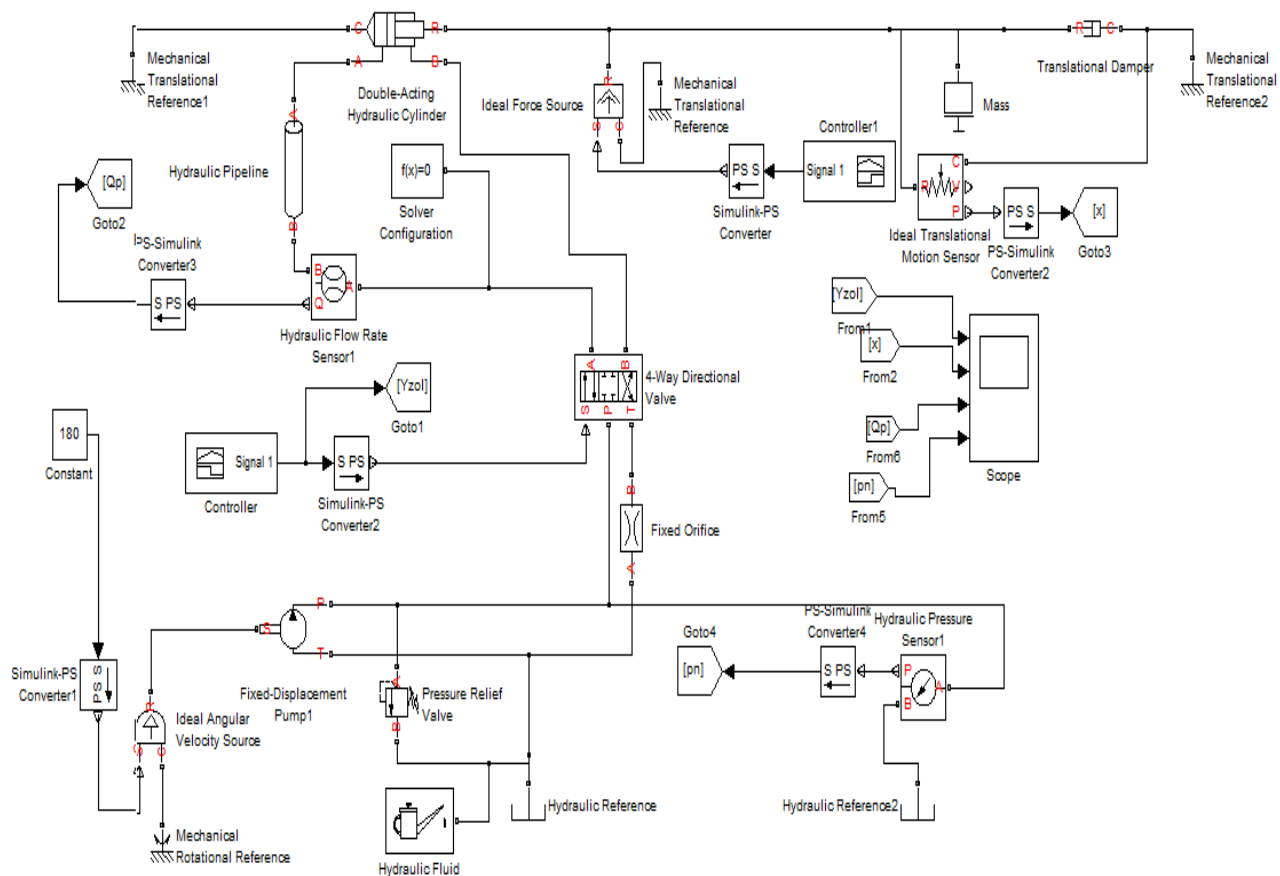 C
R
R
C
Mechanical
Translational
Reference1
A
B
Double-Acting
Hydraulic Cylinder
Ideal Force Source
R
S
C
Mechanical
Translational
Reference
Translational Damper
Mechanical
Translational
Reference2
Mass
Controller1
Signal 1
PS S
Simulink-PS
Converter
A
Hydraulic Pipeline
B
f(x)=0
Solver
Configuration
[Qp]
Goto2
C
R
V
P
Ideal Translational
Motion Sensor
PS S
PS-Simulink
Converter2
[x]
Goto3
PS-Simulink
Converter3
S PS
B
A
Q
Hydraulic Flow Rate
Sensor1
[Yzol]
From1
[x]
From2
[Qp]
From6
[pn]
From5
Scope
A
B
S
P
T
4-Way Directional
Valve
[Yzol]
Goto1
180
Constant
Signal 1
Controller
S PS
Simulink-PS
Converter2
B
Fixed Orifice
A
S
P
T
Fixed-Displacement
Pump1
A
B
Pressure Relief
Valve
Simulink-PS
Converter1
PS S
R
S
C
Ideal Angular
Velocity Source
Mechanical
Rotational Reference
Hydraulic Fluid
Hydraulic Reference
Goto4
[pn]
PS-Simulink
Converter4
S PS
Hydraulic Pressure
Sensor1
P
A
B
Hydraulic Reference2